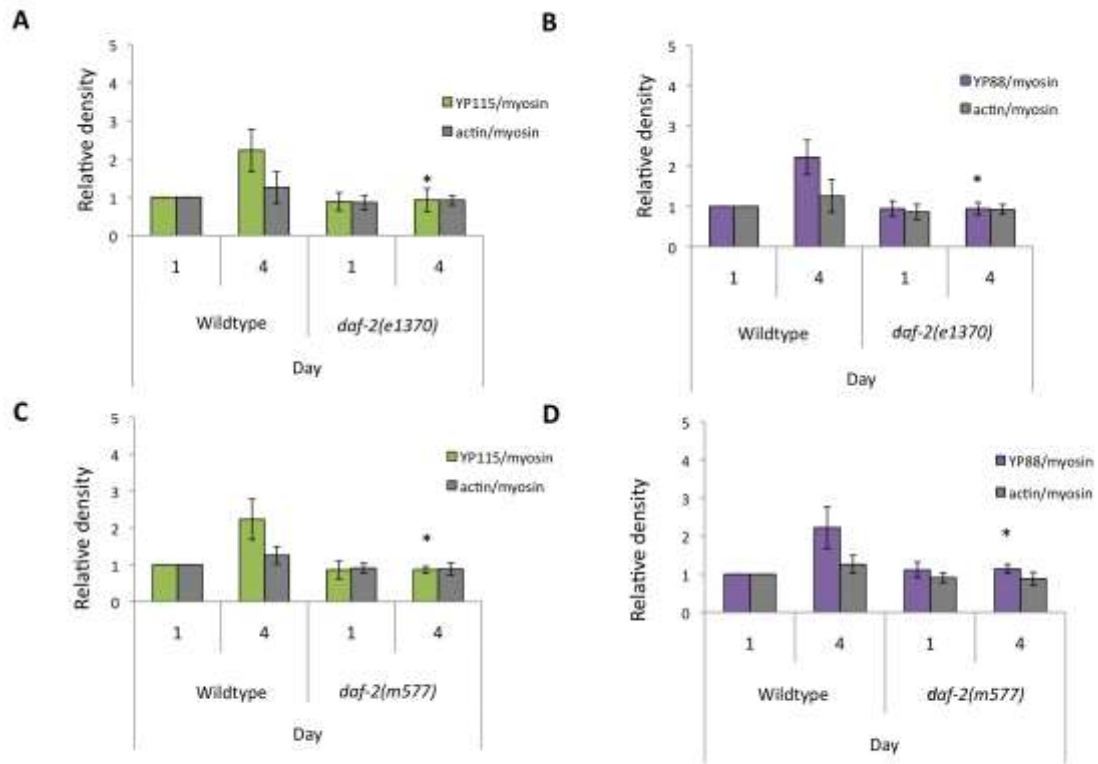 A
Relative density
5
4
3
2
1
0
YP115/myosin
actin/myosin
*
1 4 1 4
Wildtype daf-2(e1370)
Day
B
Relative density
5
4
3
2
1
0
YP88/myosin
actin/myosin
*
1 4 1 4
Wildtype daf-2(e1370)
Day
C
Relative density
5
4
3
2
1
0
YP115/myosin
actin/myosin
*
1 4 1 4
Wildtype daf-2(m577)
Day
D
Relative density
5
4
3
2
1
0
YP88/myosin
actin/myosin
*
1 4 1 4
Wildtype daf-2(m577)
Day